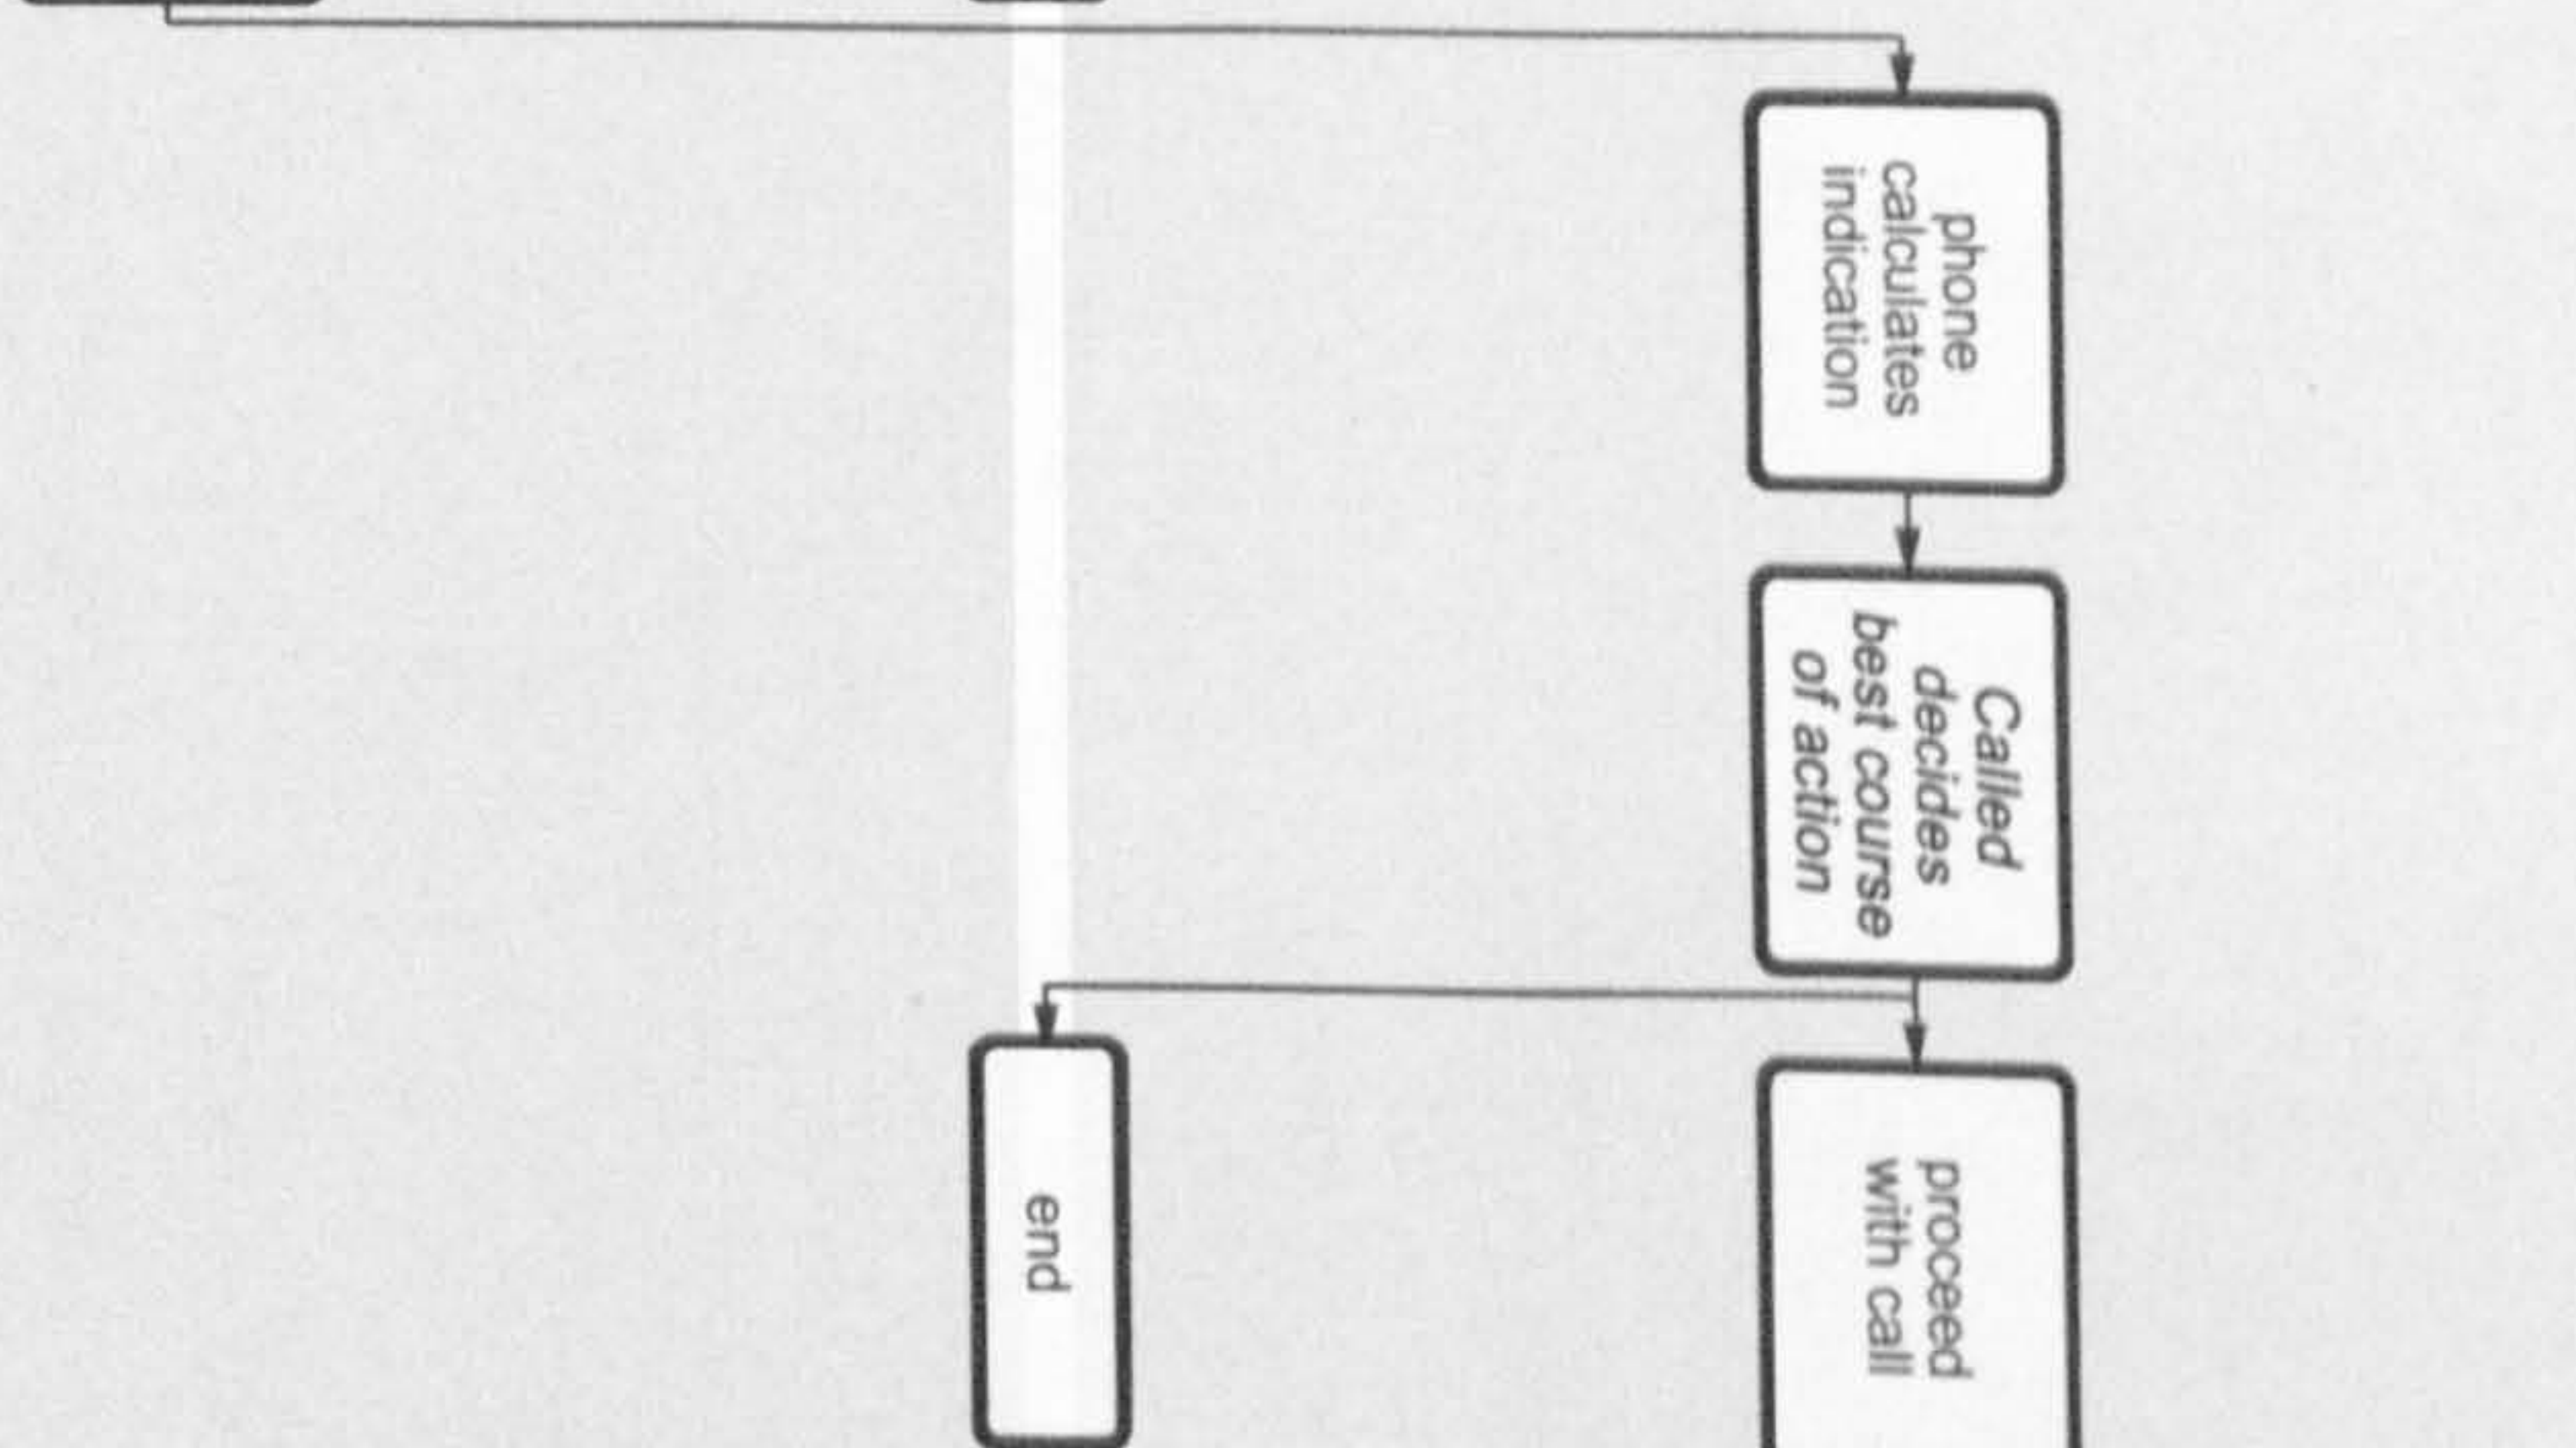 phone
calculates
indication
Called
decides
best course
of action
proceed
with call
end